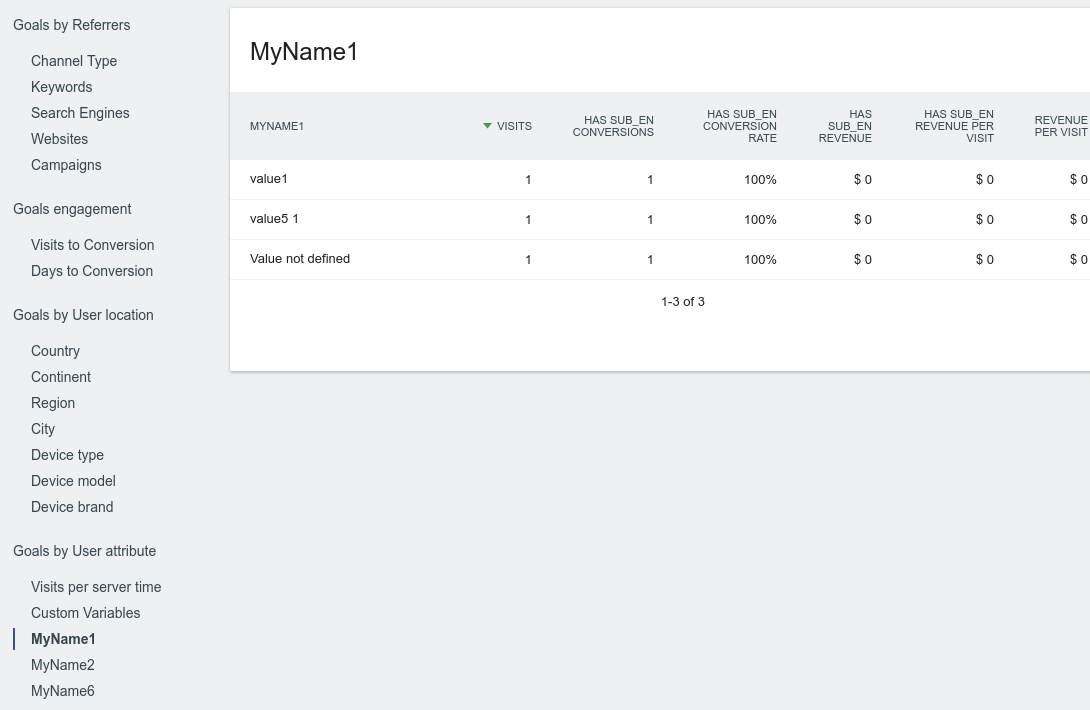 Goals by Referrers
Channel Type
Keywords
Search Engines
Websites
Campaigns
Goals engagement
Visits to Conversion
Days to Conversion
Goals by User location
Country
Continent
Region
City
Device type
Device model
Device brand
Goals by User attribute
Visits per server time
Custom Variables
MyName1
MyName2
MyName6
MyName1
MYNAME1 VISITS HAS SUB_EN CONVERSIONS HAS SUB_EN CONVERSION RATE HAS SUB_EN REVENUE HAS SUB_EN REVENUE PER VISIT REVENUE PER VISIT
value1 1 1 100% $ 0 $ 0 $ 0
value5 1 1 1 100% $ 0 $ 0 $ 0
Value not defined 1 1 100% $ 0 $ 0 $ 0
1-3 of 3